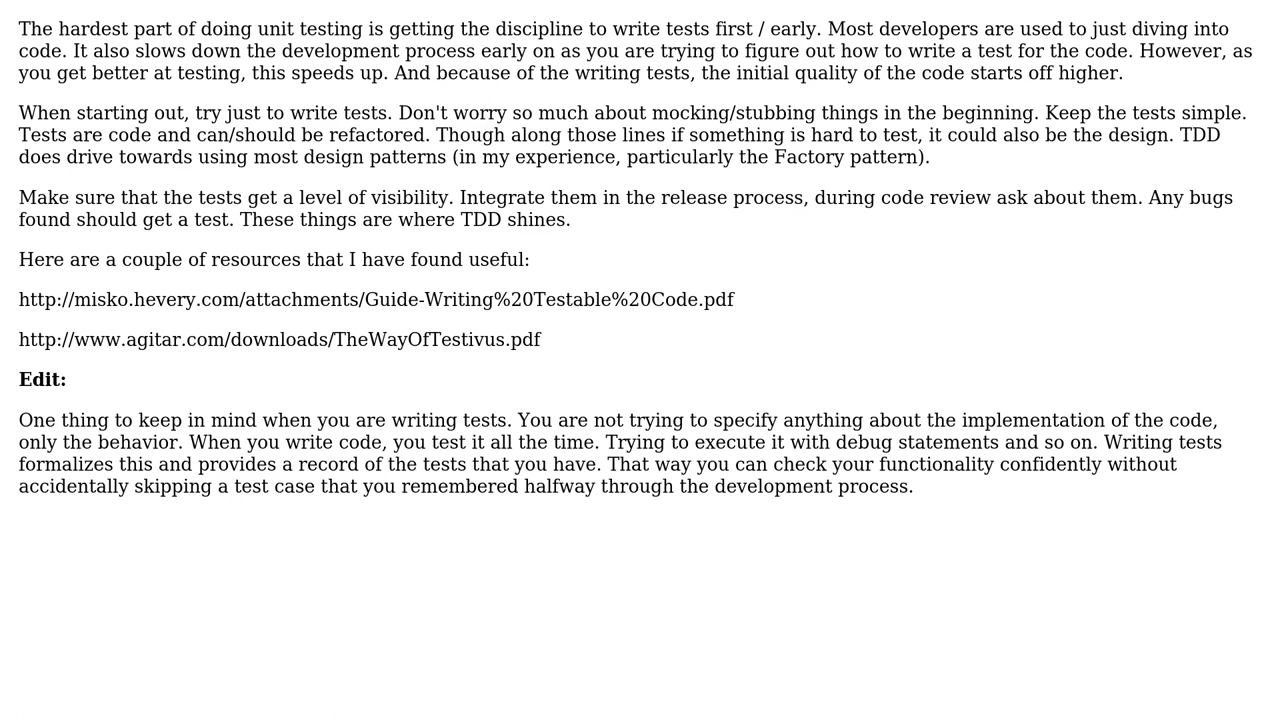 The hardest part of doing unit testing is getting the discipline to write tests first / early. Most developers are used to just diving into
code. It also slows down the development process early on as you are trying to figure out how to write a test for the code. However, as
you get better at testing, this speeds up. And because of the writing tests, the initial quality of the code starts off higher.
When starting out, try just to write tests. Don't worry so much about mocking/stubbing things in the beginning. Keep the tests simple.
Tests are code and can/should be refactored. Though along those lines if something is hard to test, it could also be the design. TDD
does drive towards using most design patterns (in my experience, particularly the Factory pattern).
Make sure that the tests get a level of visibility. Integrate them in the release process, during code review ask about them. Any bugs
found should get a test. These things are where TDD shines.
Here are a couple of resources that I have found useful:
http://misko.hevery.com/attachments/Guide-Writing%20Testable%20Code.pdf
http://www.agitar.com/downloads/TheWayOfTestivus.pdf
Edit:
One thing to keep in mind when you are writing tests. You are not trying to specify anything about the implementation of the code,
only the behavior. When you write code, you test it all the time. Trying to execute it with debug statements and so on. Writing tests
formalizes this and provides a record of the tests that you have. That way you can check your functionality confidently without
accidentally skipping a test case that you remembered halfway through the development process.